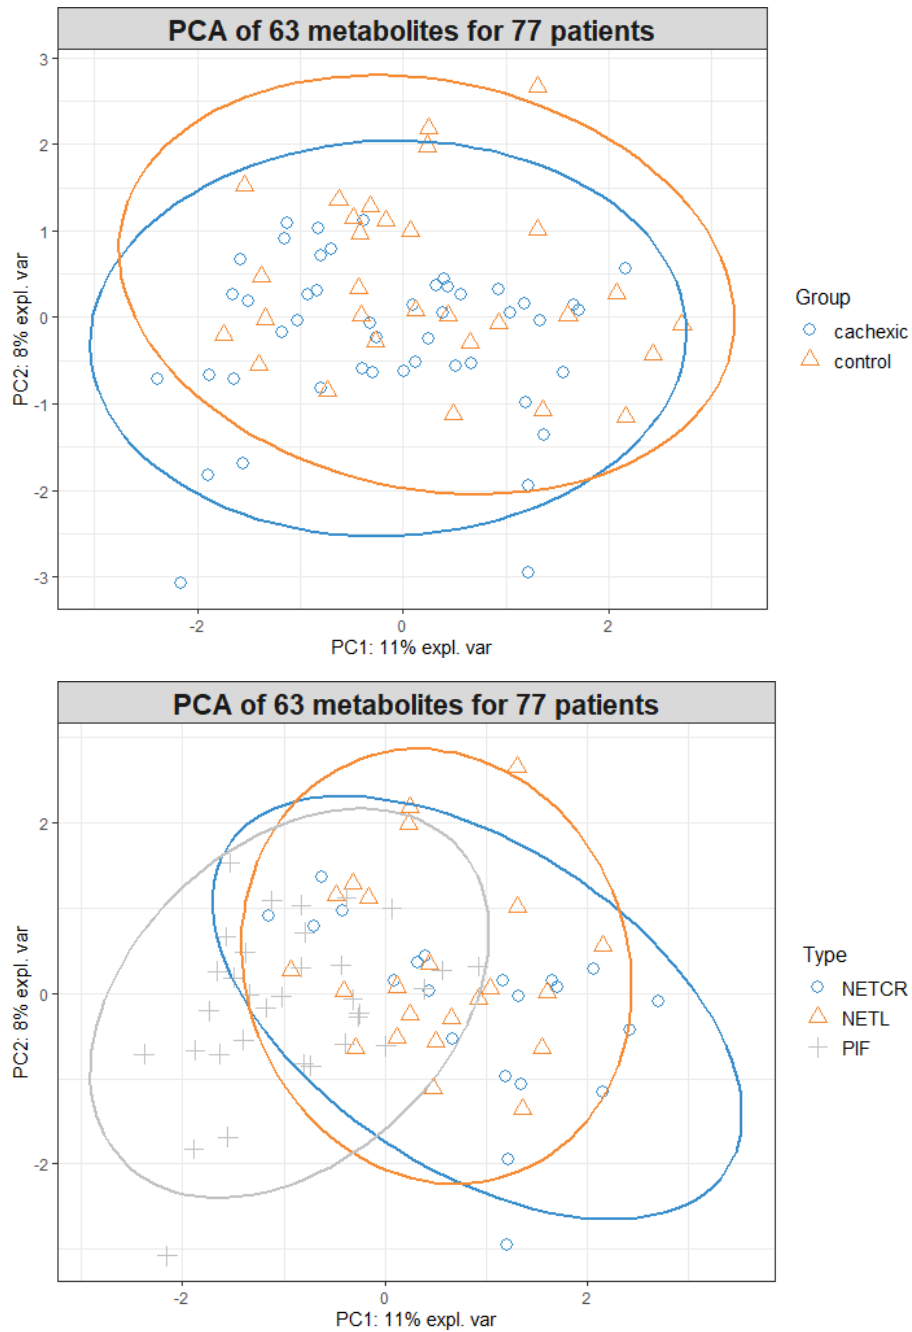 PCA of 63 metabolites for 77 patients
3
2
1
0
-1
-2
-3
PC2: 8% expl. var
-2
0
2
PC1: 11% expl. var
Group
cachexic
control
PCA of 63 metabolites for 77 patients
2
0
-2
PC2: 8% expl. var
-2
0
2
PC1: 11% expl. var
Type
NETCR
NETL
PIF